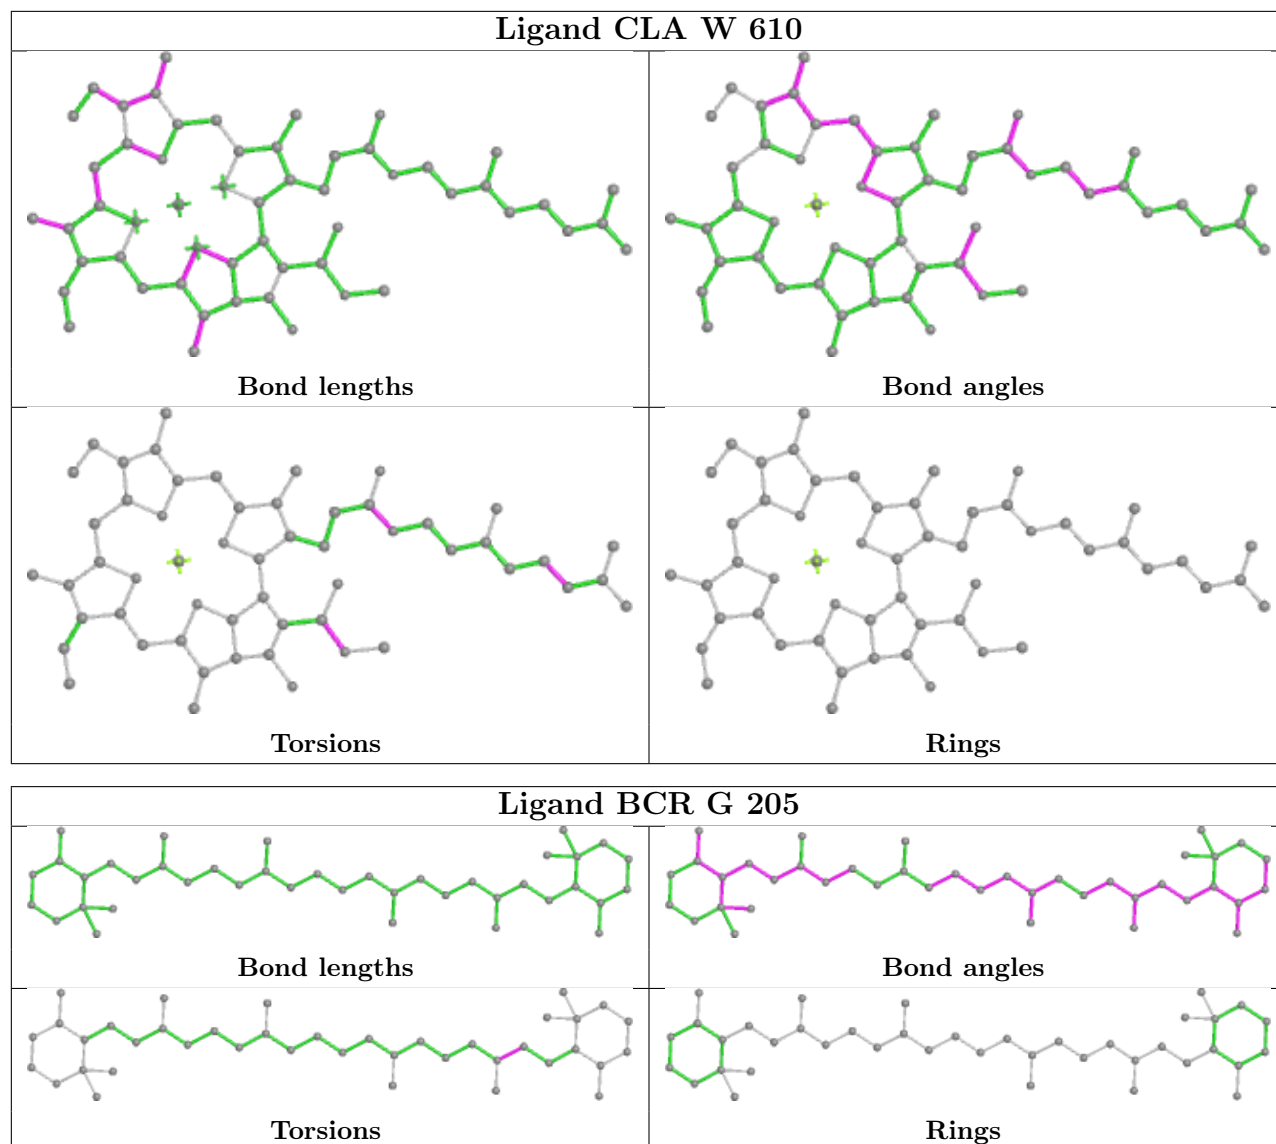 Ligand CLA W 610
Bond lengths
Bond angles
Torsions
Rings
Ligand BCR G 205
Bond lengths
Bond angles
Torsions
Rings